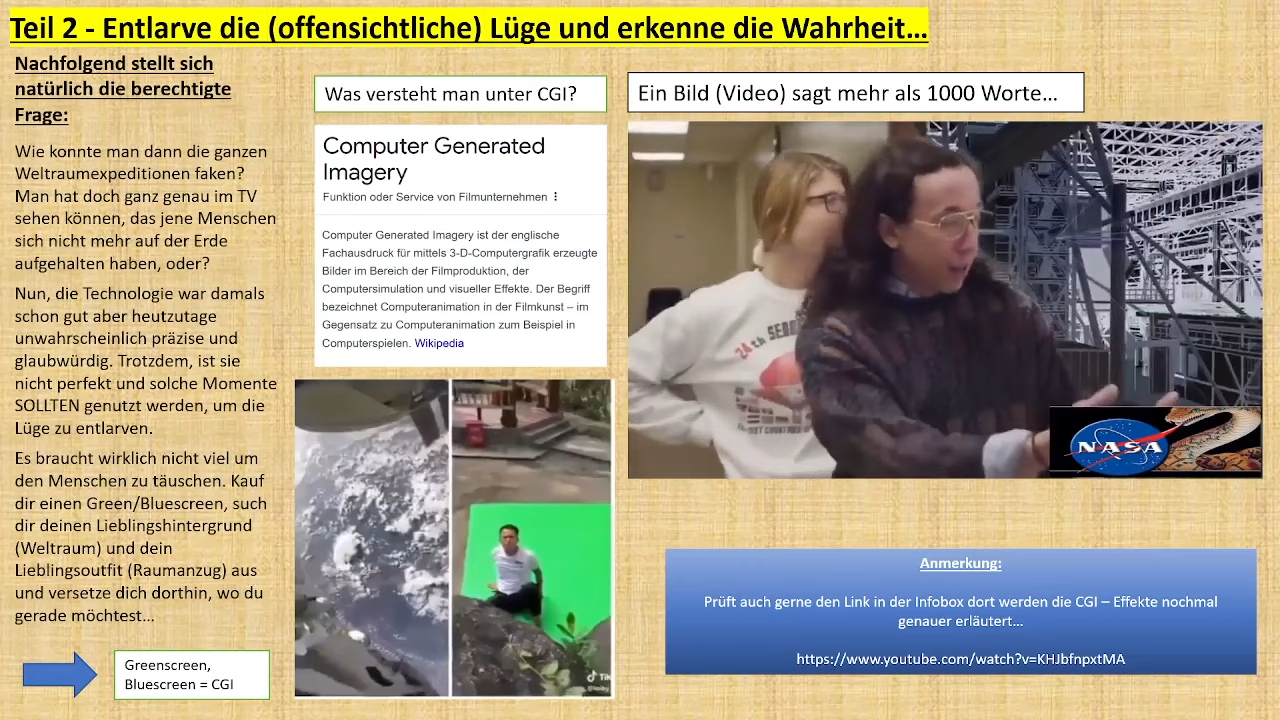 Teil 2 - Entlarve die (offensichtliche) Lüge und erkenne die Wahrheit...
Nachfolgend stellt sich
natürlich die berechtigte
Frage:
Wie konnte man dann die ganzen
Weltraumexpeditionen faken?
Man hat doch ganz genau im TV
sehen können, das jene Menschen
sich nicht mehr auf der Erde
aufgehalten haben, oder?
Nun, die Technologie war damals
schon gut aber heutzutage
unwahrscheinlich präzise und
glaubwürdig. Trotzdem, ist sie
nicht perfekt und solche Momente
SOLLTEN genutzt werden, um die
Lüge zu entlarven.
Es braucht wirklich nicht viel um
den Menschen zu täuschen. Kauf
dir einen Green/Bluescreen, such
dir deinen Lieblingshintergrund
(Weltraum) und dein
Lieblingsoutfit (Raumanzug) aus
und versetze dich dorthin, wo du
gerade möchtest...
Greenscreen,
Bluescreen = CGI
Was versteht man unter CGI?
Computer Generated
Imagery
Funktion oder Service von Filmunternehmen
Computer Generated Imagery ist der englische
Fachausdruck für mittels 3-D-Computergrafik erzeugte
Bilder im Bereich der Filmproduktion, der
Computersimulation und visueller Effekte. Der Begriff
bezeichnet Computeranimation in der Filmkunst – im
Gegensatz zu Computeranimation zum Beispiel in
Computerspielen. Wikipedia
Ein Bild (Video) sagt mehr als 1000 Worte...
24th
NASA
Anmerkung:
Prüft auch gerne den Link in der Infobox dort werden die CGI – Effekte nochmal
genauer erläutert...
https://www.youtube.com/watch?v=KHJbfnpxtMA